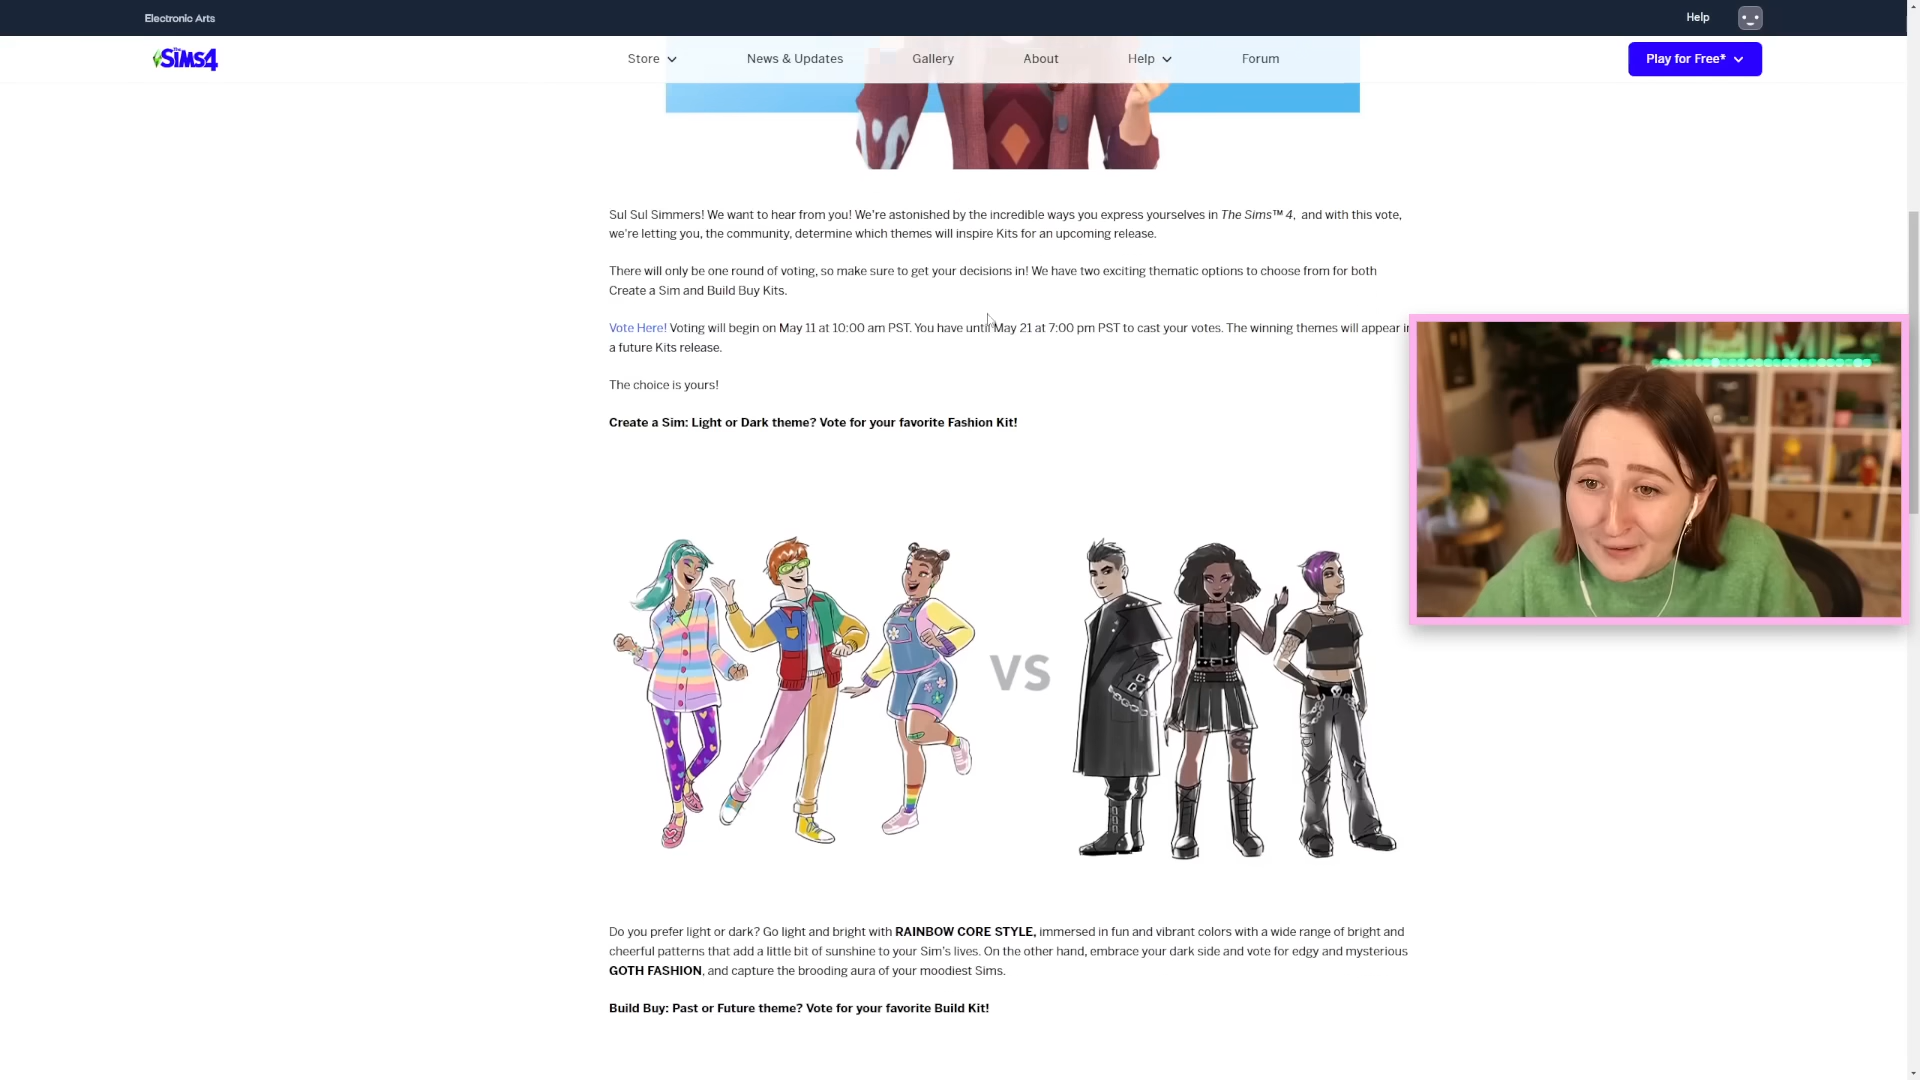 Electronic Arts
Help
The SiMS4
Store
News & Updates
Gallery
About
Help
Forum
Play for Free*
Sul Sul Simmers! We want to hear from you! We're astonished by the incredible ways you express yourselves in The Sims™ 4, and with this vote,
we're letting you, the community, determine which themes will inspire Kits for an upcoming release.
There will only be one round of voting, so make sure to get your decisions in! We have two exciting thematic options to choose from for both
Create a Sim and Build Buy Kits.
Vote Here! Voting will begin on May 11 at 10:00 am PST. You have until May 21 at 7:00 pm PST to cast your votes. The winning themes will appear in
a future Kits release.
The choice is yours!
Create a Sim: Light or Dark theme? Vote for your favorite Fashion Kit!
VS
Do you prefer light or dark? Go light and bright with RAINBOW CORE STYLE, immersed in fun and vibrant colors with a wide range of bright and
cheerful patterns that add a little bit of sunshine to your Sim's lives. On the other hand, embrace your dark side and vote for edgy and mysterious
GOTH FASHION, and capture the brooding aura of your moodiest Sims.
Build Buy: Past or Future theme? Vote for your favorite Build Kit!